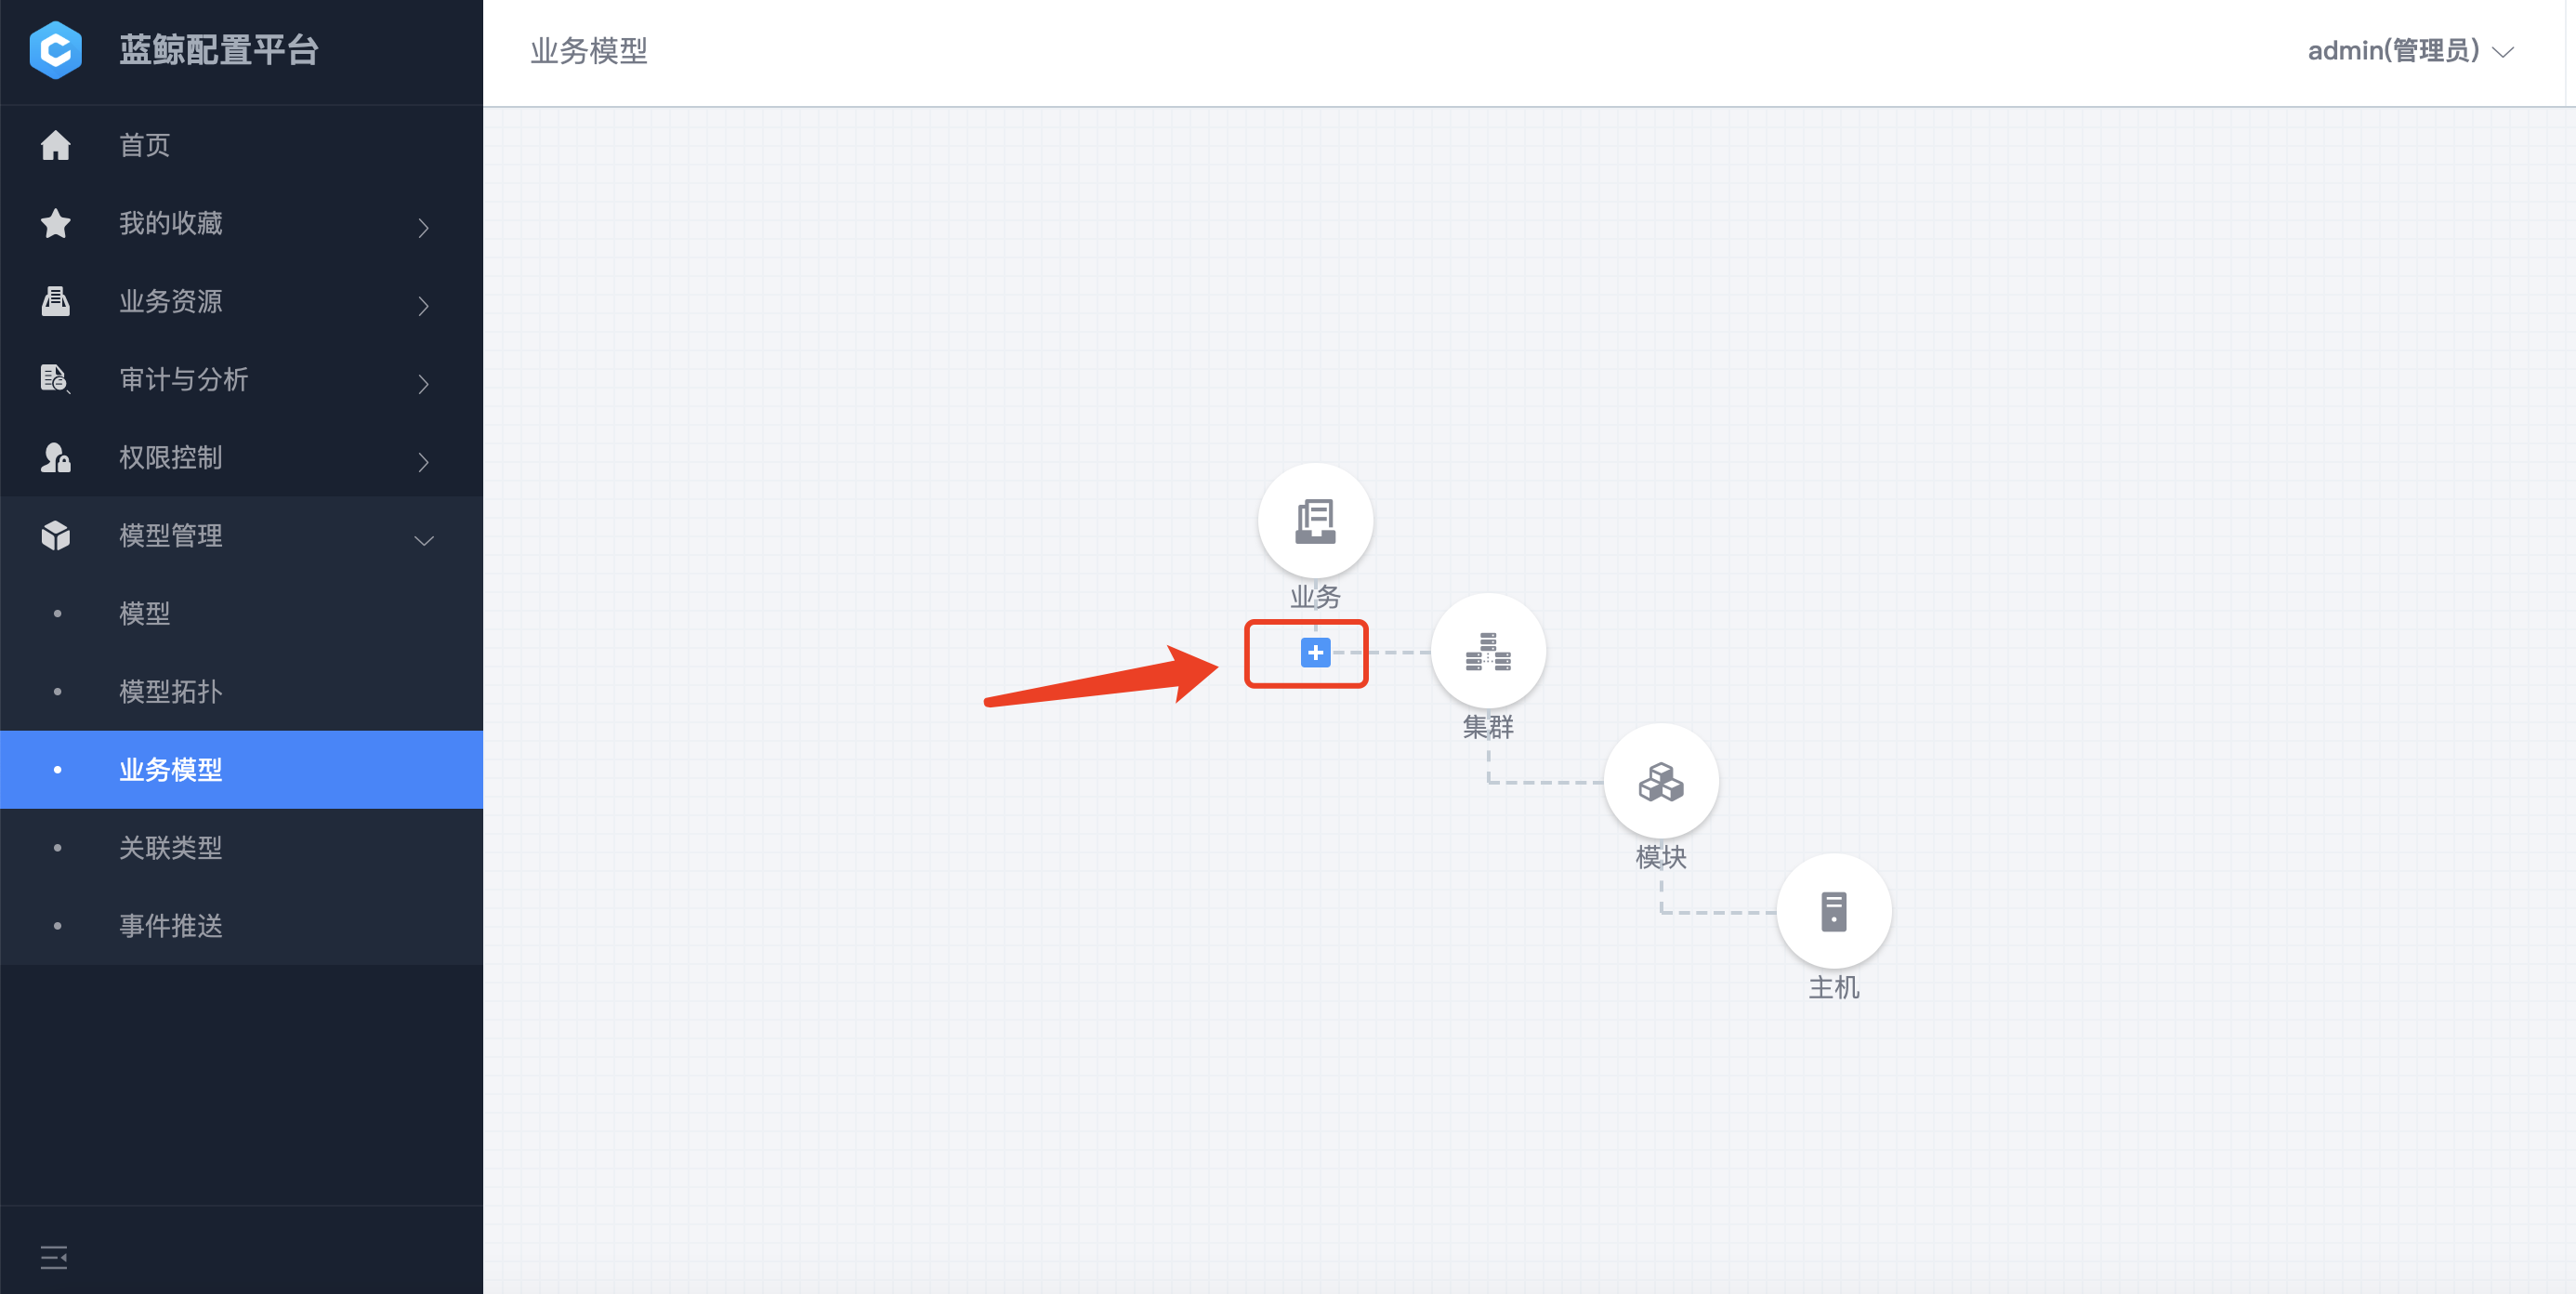 蓝鲸配置平台
首页
我的收藏
业务资源
审计与分析
权限控制
模型管理
模型
模型拓扑
业务模型
关联类型
事件推送
业务模型
admin(管理员)
业务
集群
模块
主机